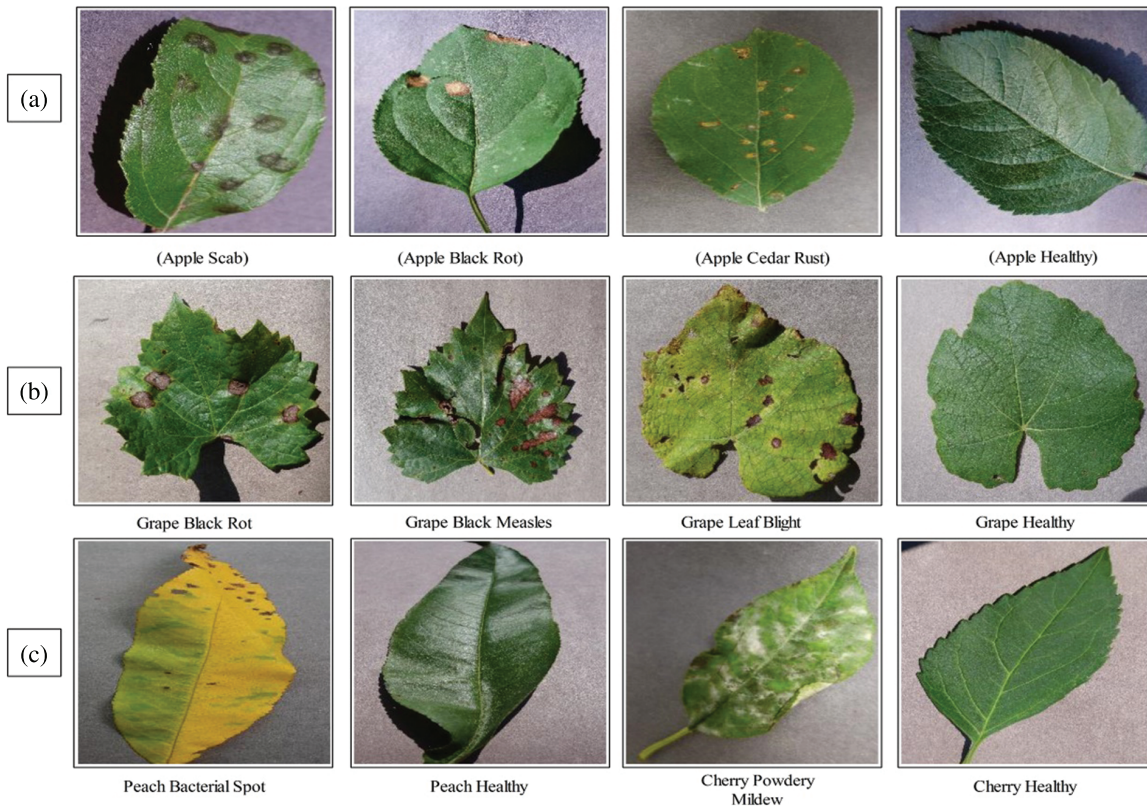 (a)
(Apple Scab)
(Apple Black Rot)
(Apple Cedar Rust)
(Apple Healthy)
(b)
Grape Black Rot
Grape Black Measles
Grape Leaf Blight
Grape Healthy
(c)
Peach Bacterial Spot
Peach Healthy
Cherry Powdery
Mildew
Cherry Healthy